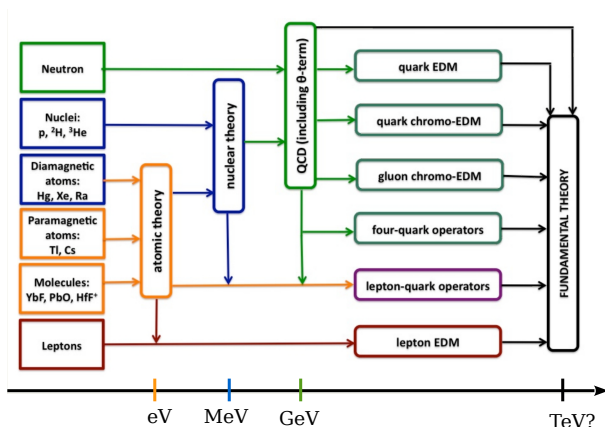 Neutron
Nuclei:
p, ²H, ³He
Diamagnetic
atoms:
Hg, Xe, Ra
Paramagnetic
atoms:
Tl, Cs
Molecules:
YbF, PbO, HfF⁺
Leptons
atomic theory
nuclear theory
QCD (including θ-term)
quark EDM
quark chromo-EDM
gluon chromo-EDM
four-quark operators
lepton-quark operators
lepton EDM
FUNDAMENTAL THEORY
eV
MeV
GeV
TeV?